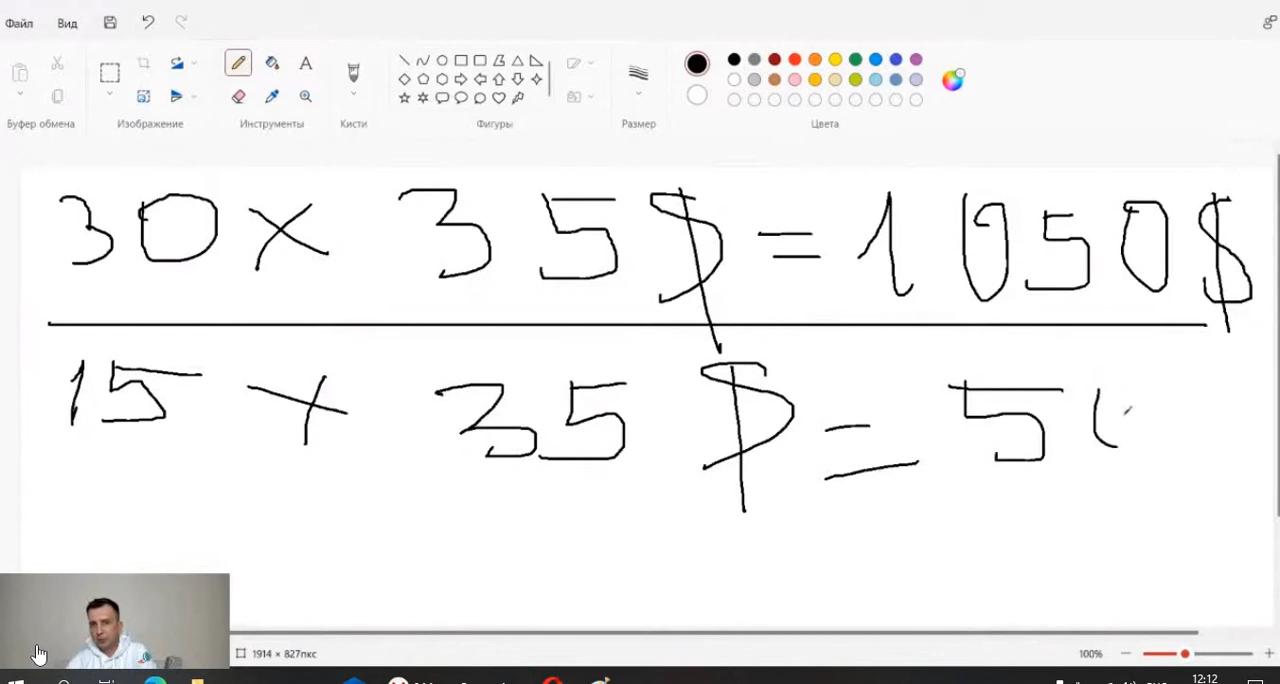 Файл Вид
Буфер обмена Изображение Инструменты Кисти Фигуры Размер Цвета
30 x 35$ = 1050$
15 x 35 $ = 5
1914 × 827пкс 100%
12:12